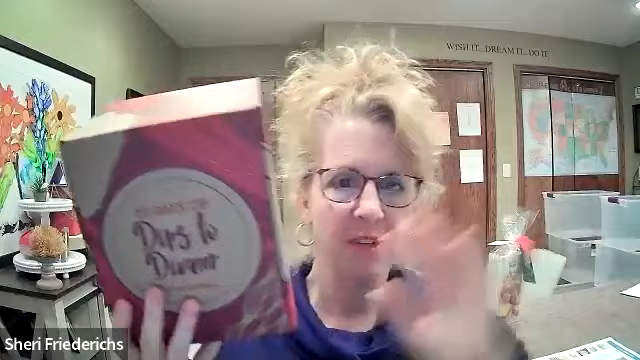 WISH IT...DREAM IT...DO IT
Dips to
Dinner
Sheri Friederichs